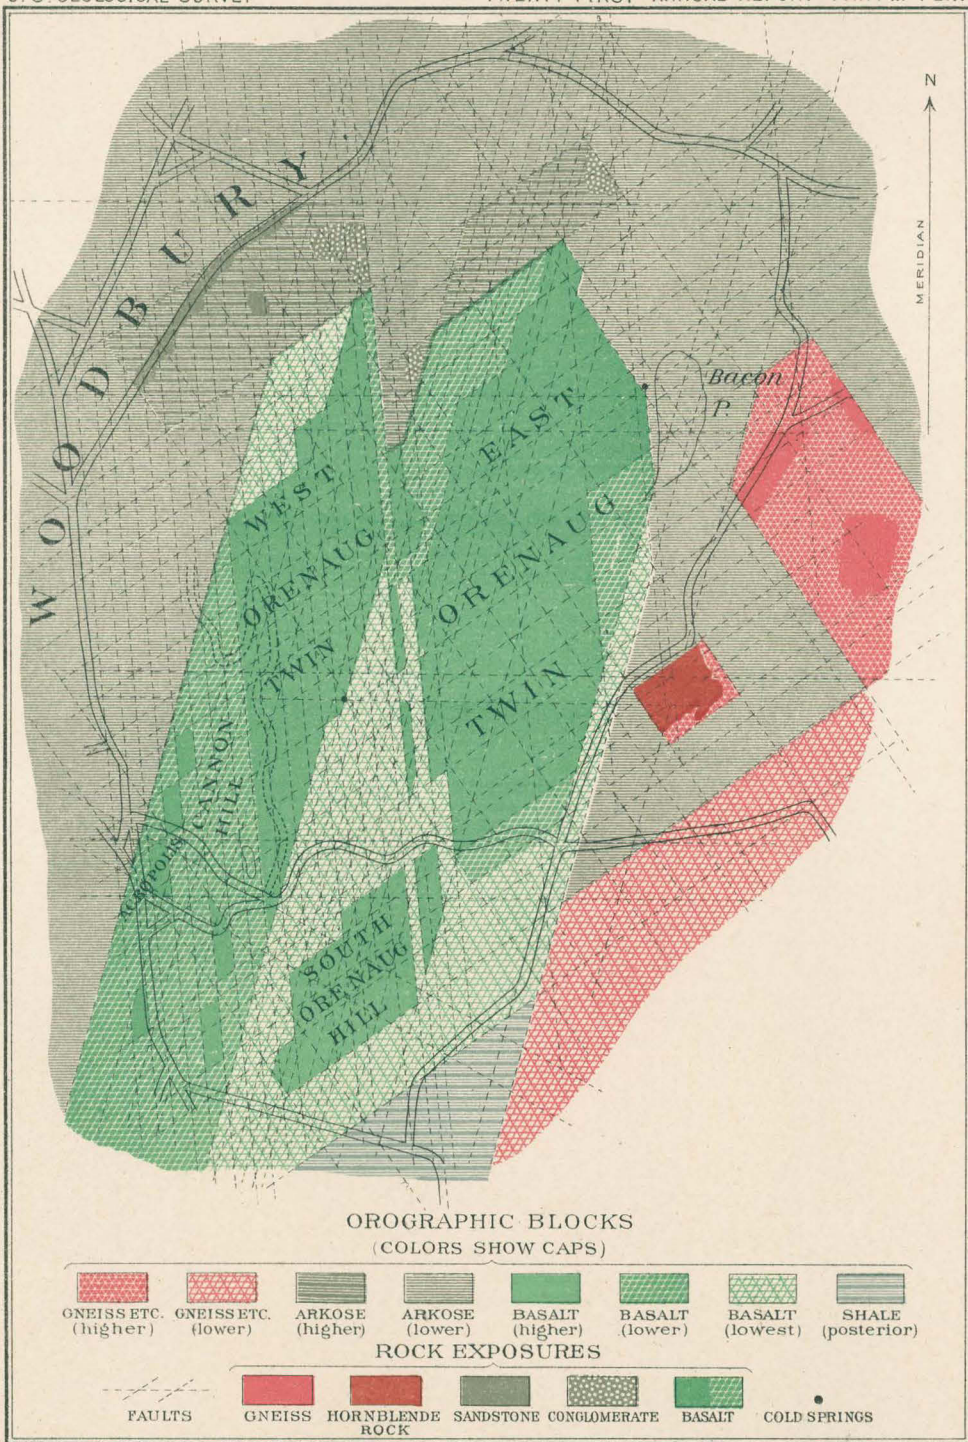 N
MERIDIAN
WOODBURY
Bacon
P.
WEST
ORENAUG
TWIN
EAST
ORENAUG
TWIN
CANNON
HILL
ACROPOLIS
SOUTH
ORENAUG
HILL
OROGRAPHIC BLOCKS
(COLORS SHOW CAPS)
GNEISS ETC. (higher)
GNEISS ETC. (lower)
ARKOSE (higher)
ARKOSE (lower)
BASALT (higher)
BASALT (lower)
BASALT (lowest)
SHALE (posterior)
ROCK EXPOSURES
FAULTS
GNEISS
HORNBLENDE ROCK
SANDSTONE
CONGLOMERATE
BASALT
COLD SPRINGS